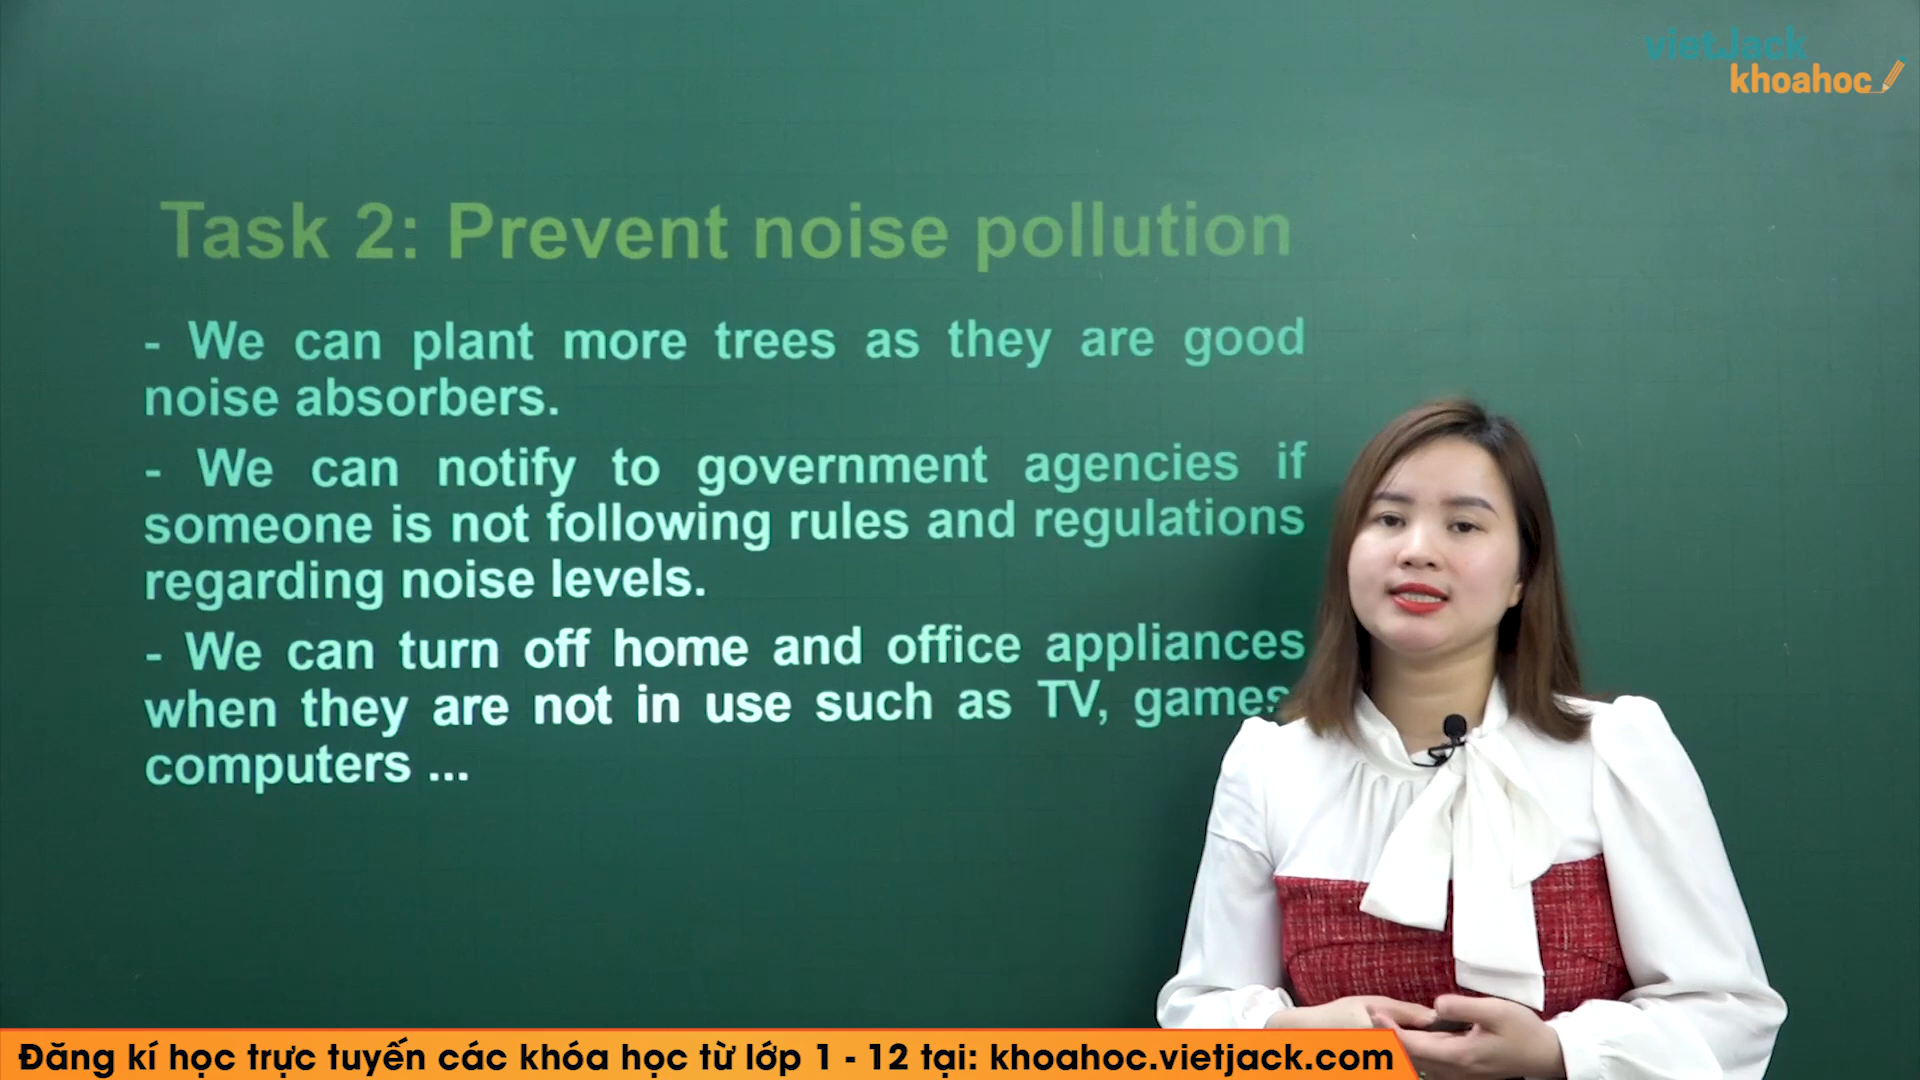 vietJack
khoahoc
Task 2: Prevent noise pollution
- We can plant more trees as they are good
noise absorbers.
- We can notify to government agencies if
someone is not following rules and regulations
regarding noise levels.
- We can turn off home and office appliances
when they are not in use such as TV, games,
computers ...
Đăng kí học trực tuyến các khóa học từ lớp 1 - 12 tại: khoahoc.vietjack.com